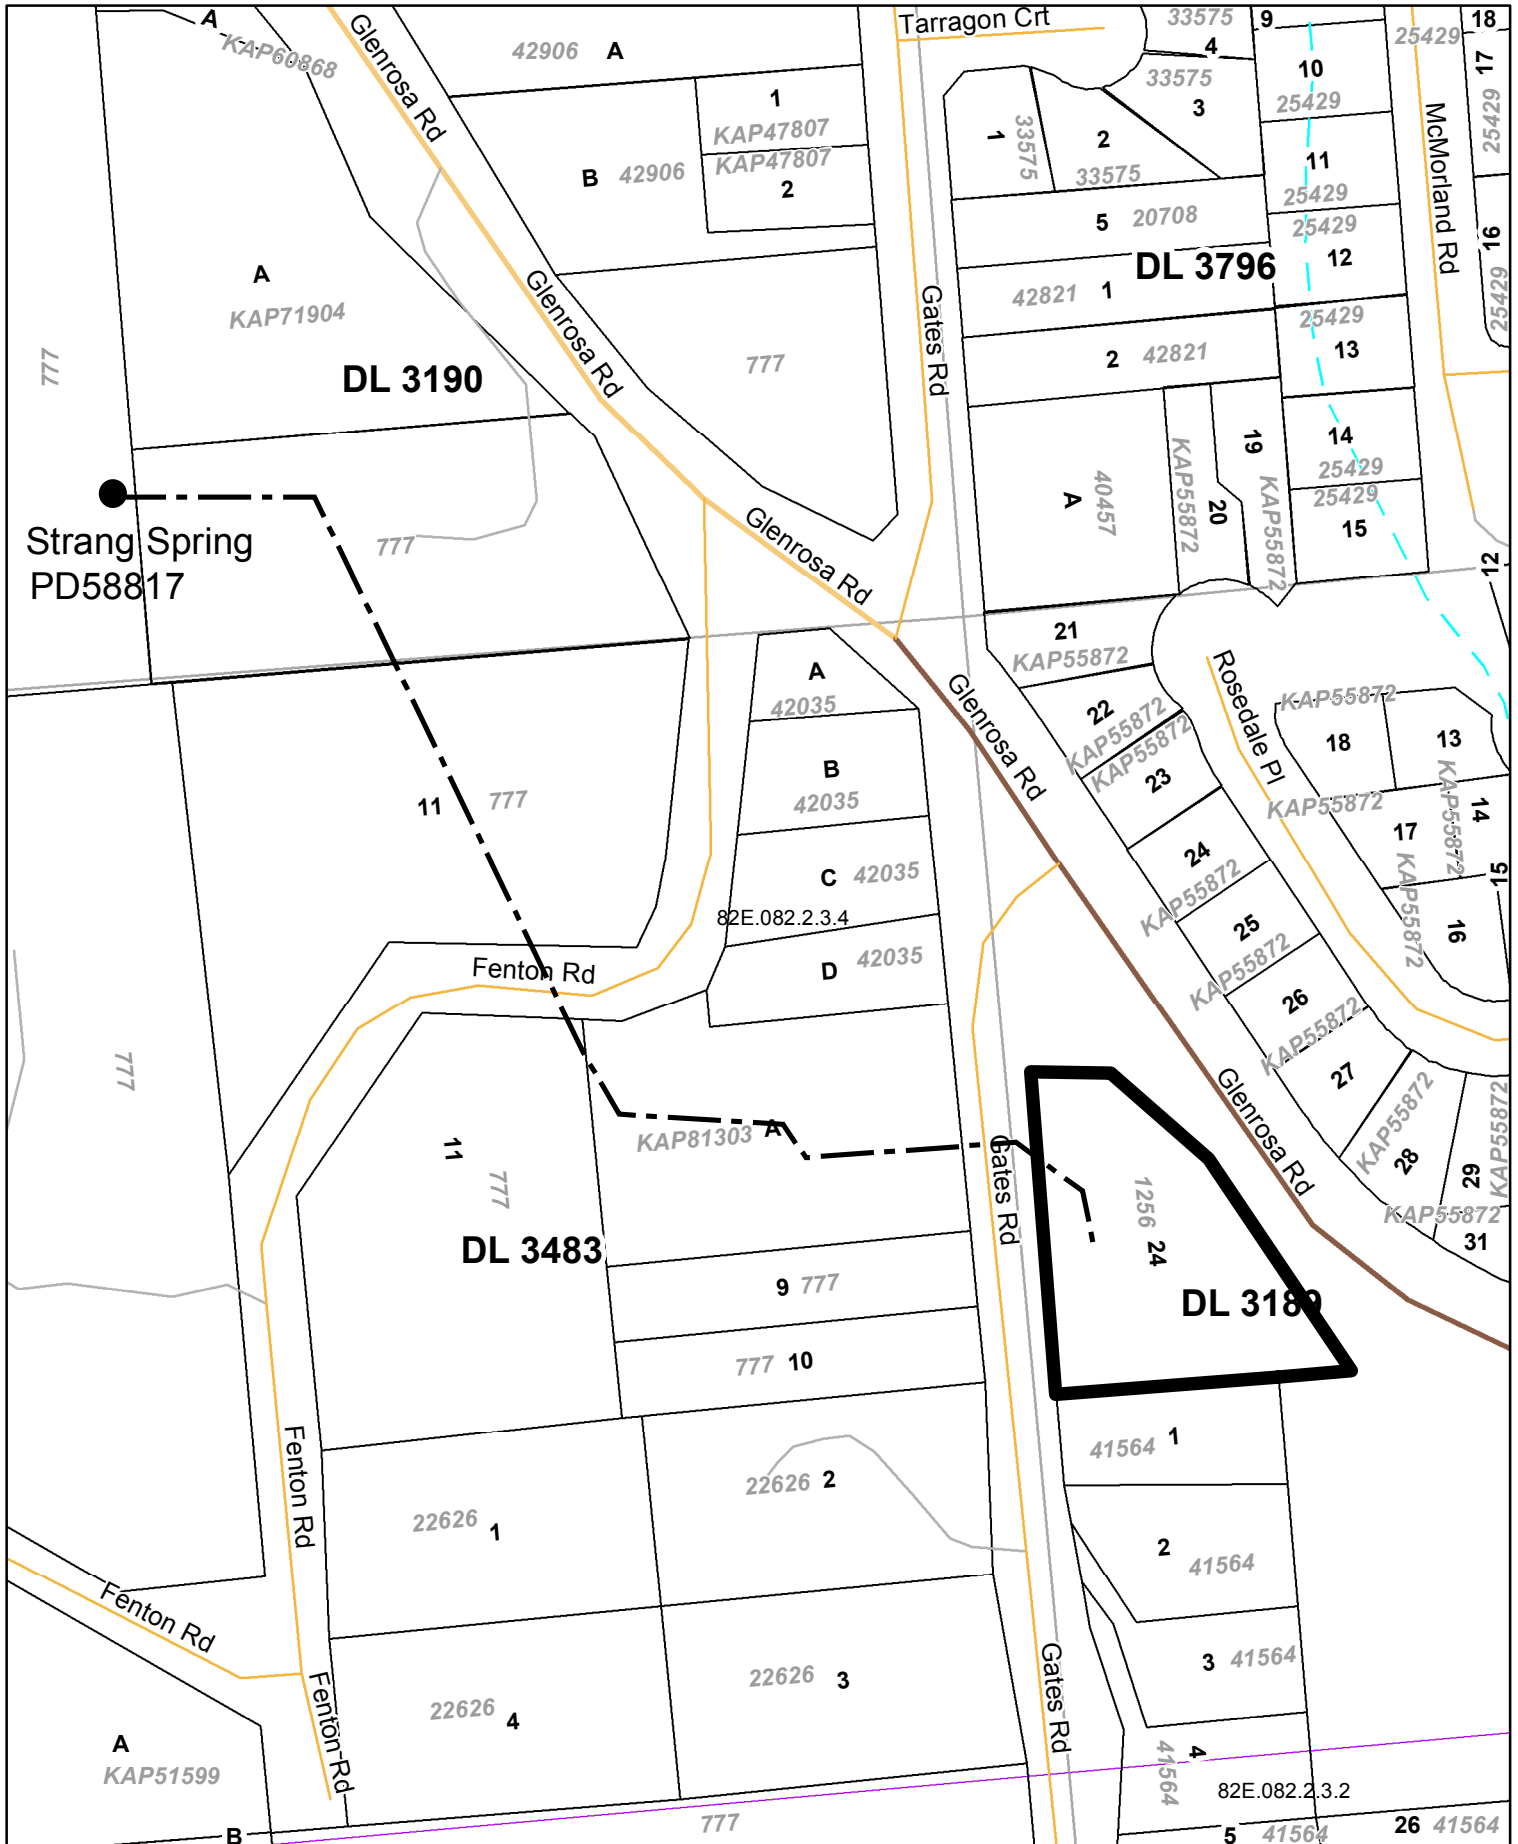 A
KAP60868
Glenrosa Rd
42906 A
Tarragon Crt
33575
4
9
25429
18
17
25429
10
25429
1
KAP47807
KAP47807
2
B 42906
33575
3
1
33575
2
33575
11
25429
McMorland Rd
5 20708
25429
12
16
25429
DL 3796
A
KAP71904
42821 1
Gates Rd
25429
13
777
DL 3190
Glenrosa Rd
777
2 42821
14
25429
19
KAP55872
KAP55872
20
A
40457
25429
15
Strang Spring
PD58817
777
Glenrosa Rd
12
21
KAP55872
A
42035
Glenrosa Rd
22
KAP55872
KAP55872
23
Rosedale Pl
KAP55872
18
13
KAP55872
B
42035
11 777
KAP55872
17
14
KAP55872
15
24
KAP55872
C 42035
82E.082.2.3.4
25
KAP55872
16
D 42035
Fenton Rd
26
KAP55872
777
27
KAP55872
28
29
KAP55872
KAP55872
31
Glenrosa Rd
11
777
KAP81303 A
Gates Rd
1256 24
DL 3483
DL 3189
9 777
777 10
41564 1
Fenton Rd
22626 2
22626 1
2
41564
Fenton Rd
3 41564
22626 3
22626 4
Fenton Rd
Gates Rd
4
41564
82E.082.2.3.2
A
KAP51599
777
B
5 41564
26 41564